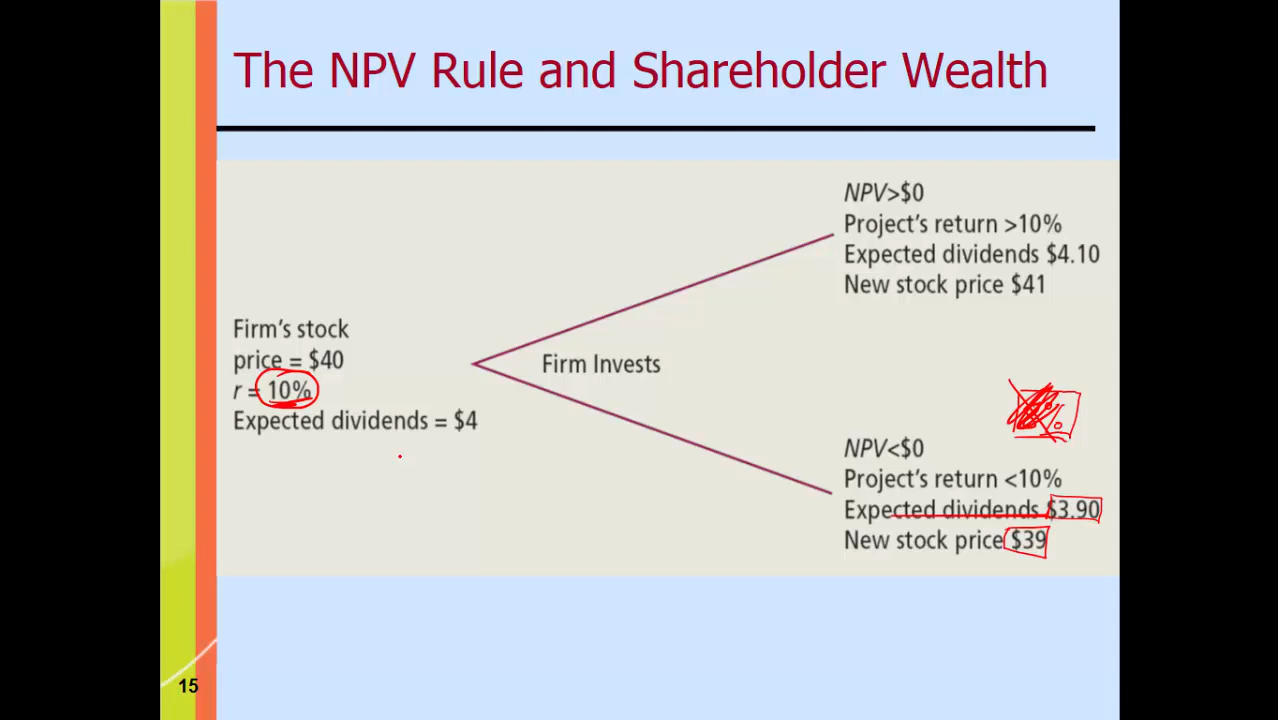 The NPV Rule and Shareholder Wealth
NPV>$0
Project's return >10%
Expected dividends $4.10
New stock price $41
Firm's stock
price = $40
r = 10%
Expected dividends = $4
Firm Invests
NPV<$0
Project's return <10%
Expected dividends $3.90
New stock price $39
15